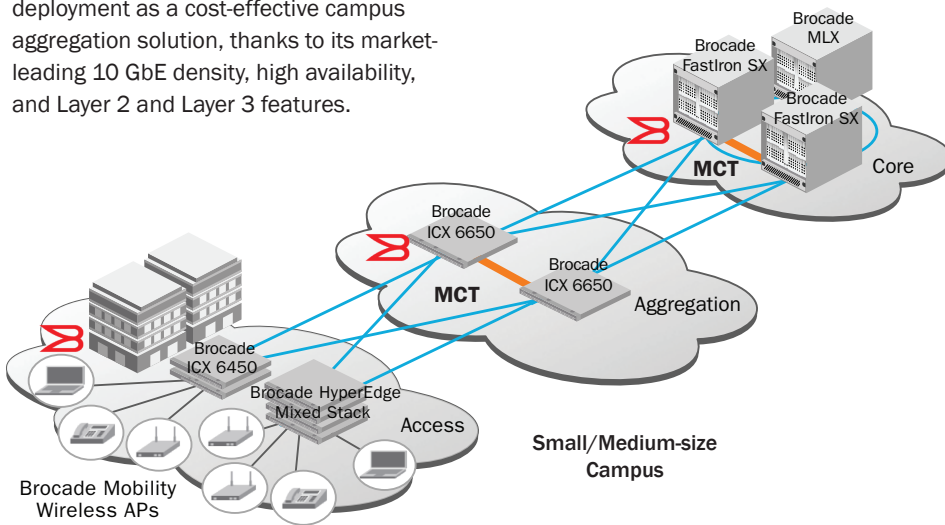 deployment as a cost-effective campus
aggregation solution, thanks to its market-
leading 10 GbE density, high availability,
and Layer 2 and Layer 3 features.
Brocade
MLX
Brocade
FastIron SX
Brocade
FastIron SX
MCT
Core
Brocade
ICX 6650
Brocade
ICX 6650
MCT
Aggregation
Brocade
ICX 6450
Brocade HyperEdge
Mixed Stack
Access
Small/Medium-size
Campus
Brocade Mobility
Wireless APs